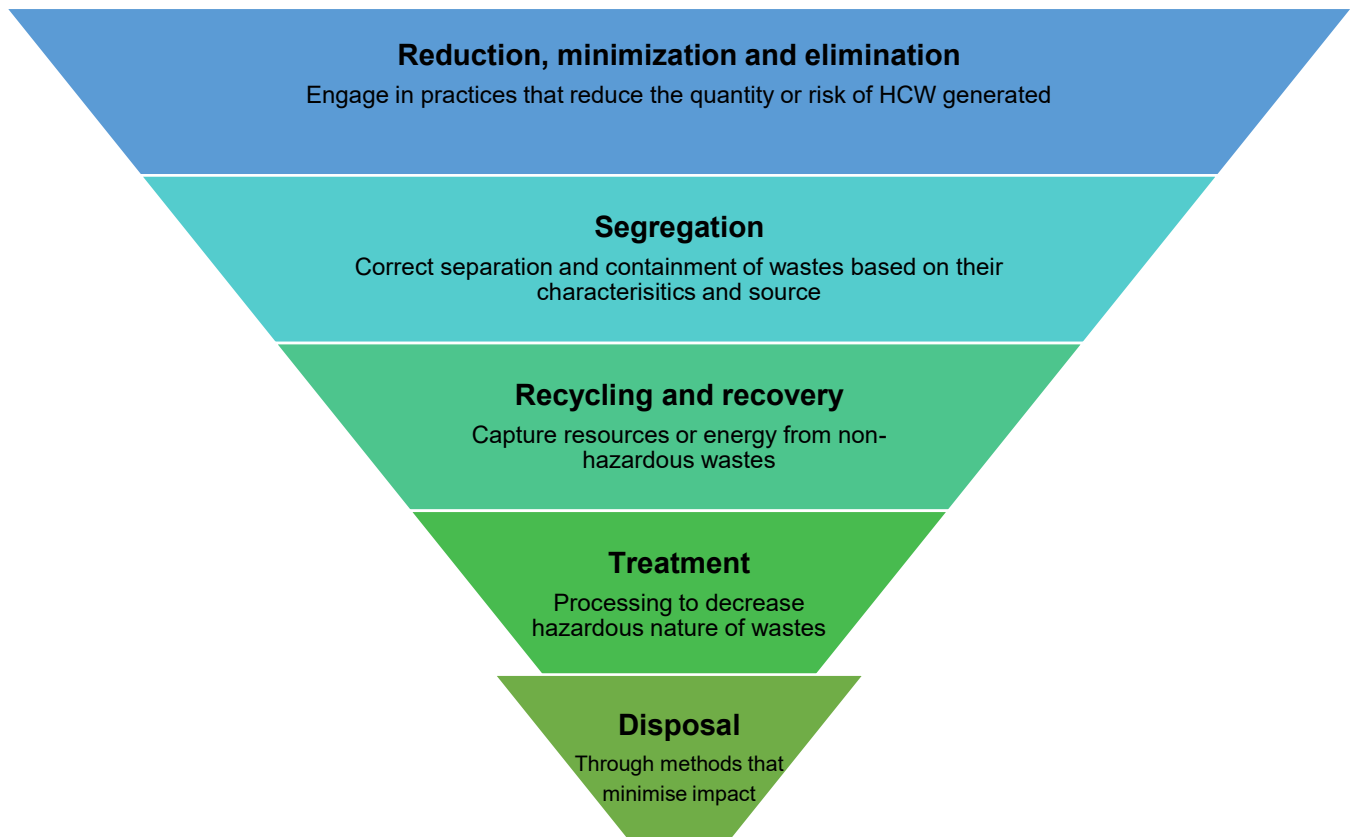 Reduction, minimization and elimination
Engage in practices that reduce the quantity or risk of HCW generated
Segregation
Correct separation and containment of wastes based on their
characterisitics and source
Recycling and recovery
Capture resources or energy from non-
hazardous wastes
Treatment
Processing to decrease
hazardous nature of wastes
Disposal
Through methods that
minimise impact